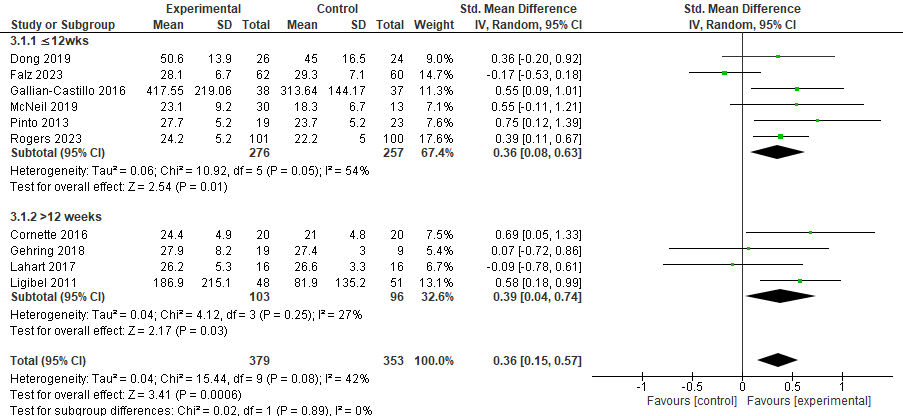 Experimental Control Std. Mean Difference Std. Mean Difference
Study or Subgroup Mean SD Total Mean SD Total Weight IV, Random, 95% CI IV, Random, 95% CI
3.1.1 ≤12wks
Dong 2019 50.6 13.9 26 45 16.5 24 8.5% 0.36 [-0.20, 0.92]
Falz 2023 28.1 6.7 62 29.3 7.1 60 14.7% -0.17 [-0.53, 0.18]
Gallian-Castillo 2016 417.55 219.06 38 313.64 144.17 37 11.3% 0.55 [0.09, 1.01]
McNeil 2019 23.1 9.2 30 18.3 6.7 13 6.9% 0.55 [-0.11, 1.21]
Pinto 2013 27.7 5.2 19 23.7 5.2 23 7.5% 0.75 [0.12, 1.39]
Rogers 2023 24.2 5.2 101 22.2 5 100 17.6% 0.39 [0.11, 0.67]
Subtotal (95% CI) 276 257 67.4% 0.36 [0.08, 0.63]
Heterogeneity: Tau² = 0.06; Chi² = 10.92, df = 5 (P = 0.05); I² = 54%
Test for overall effect: Z = 2.54 (P = 0.01)
3.1.2 >12 weeks
Cornette 2016 24.4 4.9 20 21 4.8 20 7.5% 0.69 [0.05, 1.33]
Gehring 2018 27.9 8.2 19 27.4 3 9 5.4% 0.07 [-0.72, 0.86]
Lahart 2017 26.2 5.3 16 26.6 3.3 16 6.7% -0.09 [-0.78, 0.61]
Ligibel 2011 186.9 215.1 48 81.9 135.2 51 13.1% 0.58 [0.18, 0.99]
Subtotal (95% CI) 103 96 32.6% 0.39 [0.04, 0.74]
Heterogeneity: Tau² = 0.04; Chi² = 4.12, df = 3 (P = 0.25); I² = 27%
Test for overall effect: Z = 2.17 (P = 0.03)
Total (95% CI) 379 353 100.0% 0.36 [0.15, 0.57]
Heterogeneity: Tau² = 0.04; Chi² = 15.44, df = 9 (P = 0.08); I² = 42%
Test for overall effect: Z = 3.41 (P = 0.0006)
Test for subgroup differences: Chi² = 0.02, df = 1 (P = 0.89), I² = 0%
-1 -0.5 0 0.5 1
Favours [control] Favours [experimental]